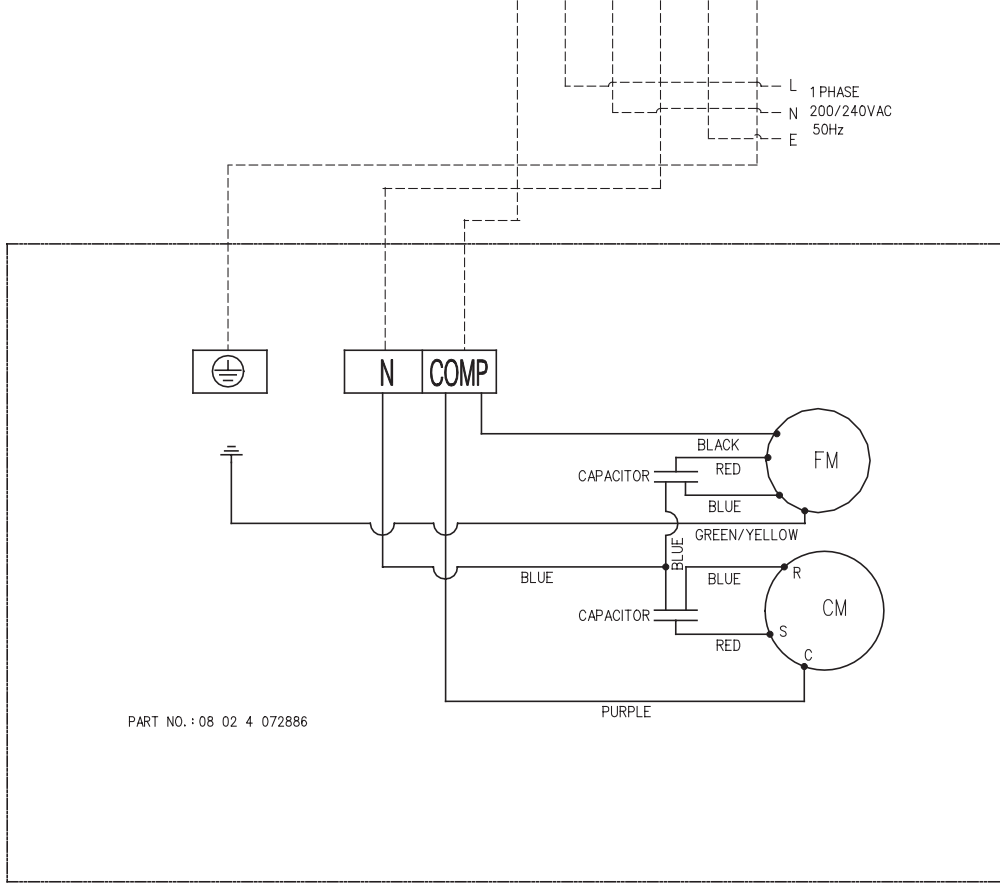 L
1 PHASE
N
200/240VAC
50Hz
E
N
COMP
BLACK
FM
CAPACITOR
RED
BLUE
GREEN/YELLOW
BLUE
BLUE
BLUE
R
CAPACITOR
CM
S
RED
C
PURPLE
PART NO.:08 02 4 072886